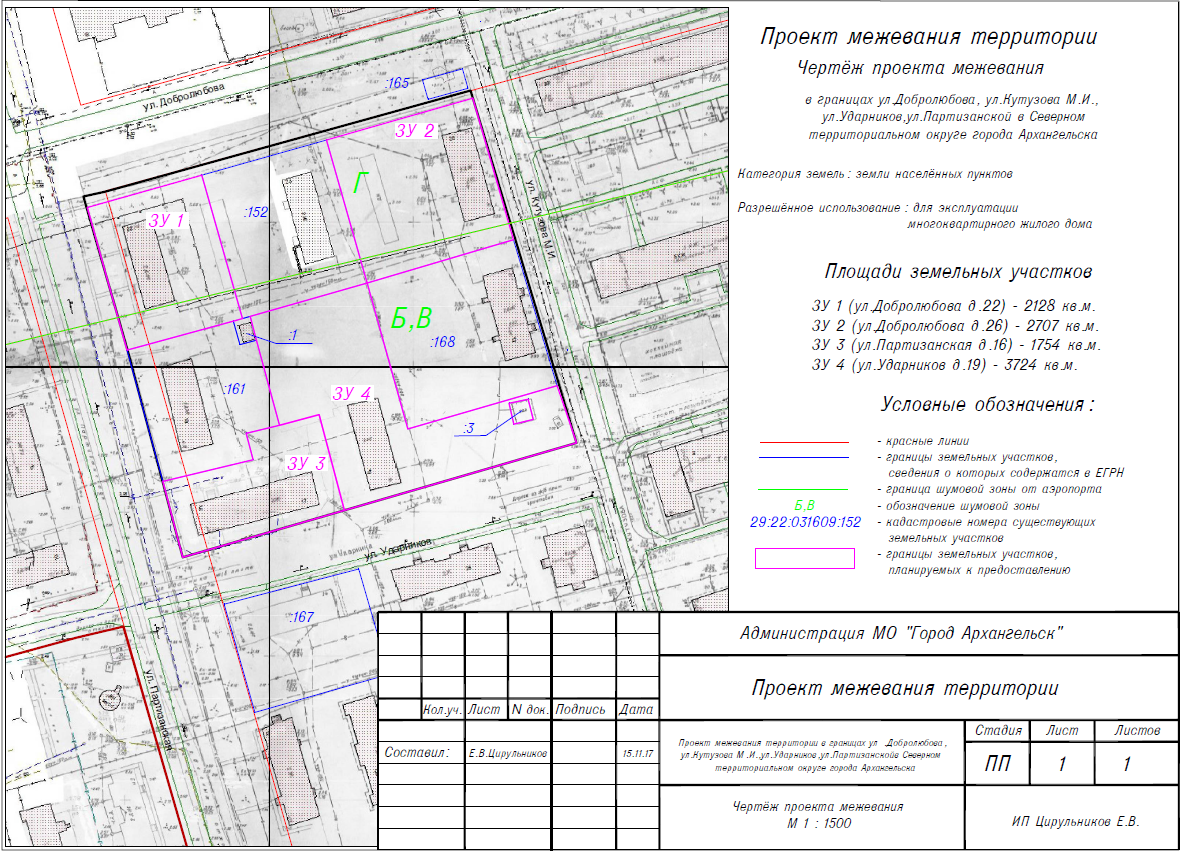 Проект межевания территории
Чертёж проекта межевания
в границах ул.Добролюбова, ул.Кутузова М.И.,
ул.Ударников,ул.Партизанской в Северном
территориальном округе города Архангельска
Категория земель : земли населённых пунктов
Разрешённое использование : для эксплуатации
многоквартирного жилого дома
Площади земельных участков
ЗУ 1 (ул.Добролюбова д.22) - 2128 кв.м.
ЗУ 2 (ул.Добролюбова д.26) - 2707 кв.м.
ЗУ 3 (ул.Партизанская д.16) - 1754 кв.м.
ЗУ 4 (ул.Ударников д.19) - 3724 кв.м.
Условные обозначения :
- красные линии
- границы земельных участков,
сведения о которых содержатся в ЕГРН
- граница шумовой зоны от аэропорта
Б,В - обозначение шумовой зоны
29:22:031609:152 - кадастровые номера существующих
земельных участков
- границы земельных участков,
планируемых к предоставлению
ул. Добролюбова
:165
ЗУ 2
Г
ЗУ 1
:152
ул. Кутузова М.И.
Б,В
:1
:168
:161
ЗУ 4
:3
ЗУ 3
ул. Ударников
:167
ул. Партизанская
Администрация МО "Город Архангельск"
Проект межевания территории
Кол.уч. Лист N док. Подпись Дата
Составил: Е.В.Цирульников 15.11.17
Проект межевания территории в границах ул .Добролюбова ,
ул.Кутузова М .И.,ул.Ударников,ул.Партизанскойв Северном
территориальном округе города Архангельска
Стадия Лист Листов
ПП 1 1
Чертёж проекта межевания
М 1 : 1500
ИП Цирульников Е.В.